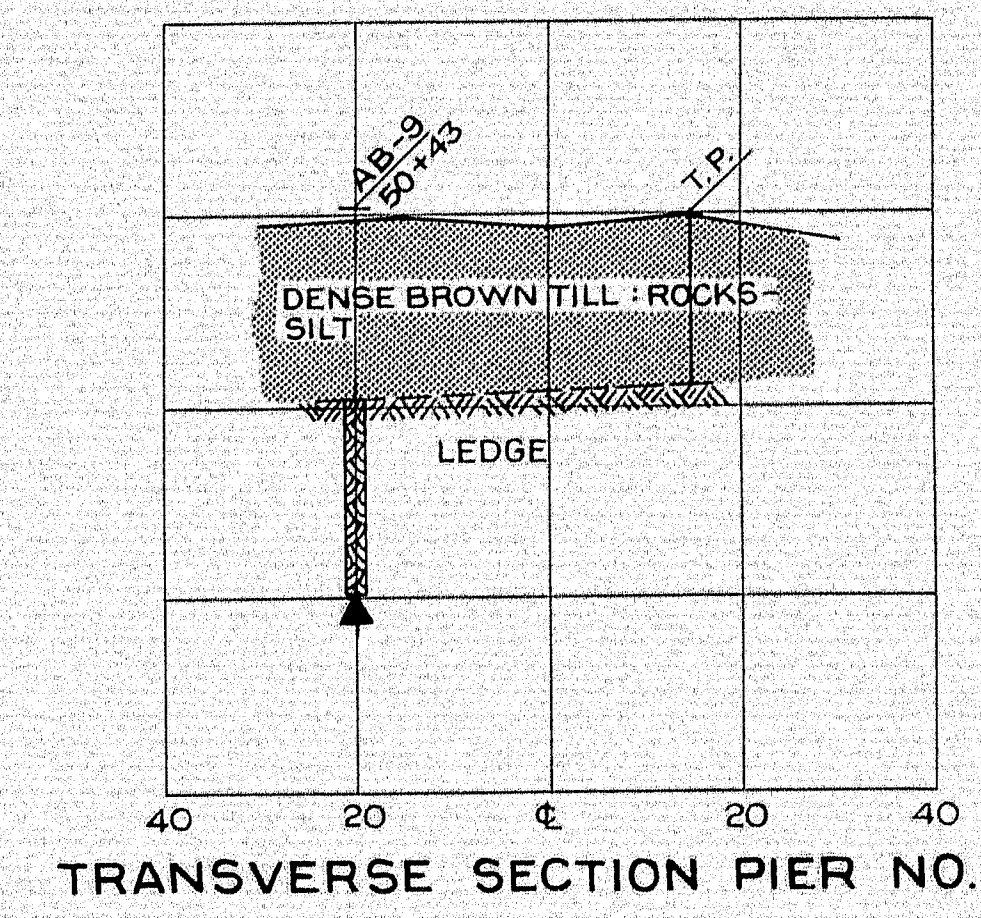 AB-9
50+43
T.P.
DENSE BROWN TILL : ROCKS-
SILT
LEDGE
40 20 ℄ 20 40
TRANSVERSE SECTION PIER NO.